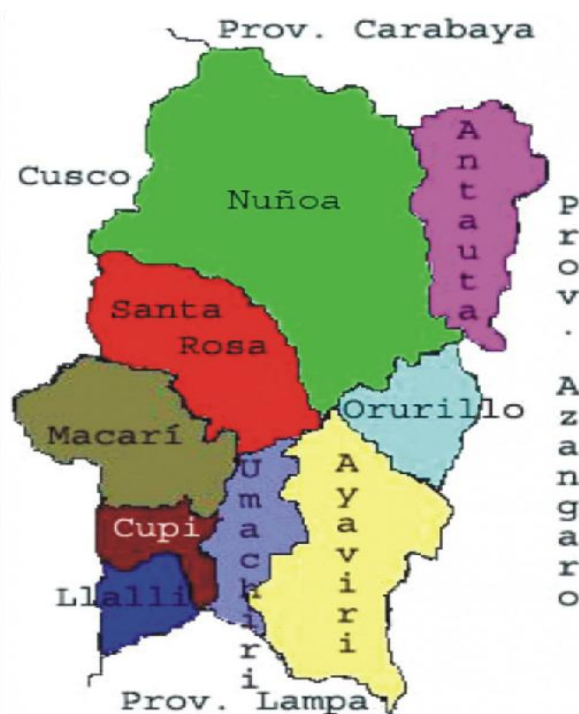 Prov. Carabaya
Antauta
Cusco
Nuñoa
Prov. Azangaro
Santa
Rosa
Orurillo
Macarí
Umachiri
Ayaviri
Cupi
Llalli
Prov. Lampa